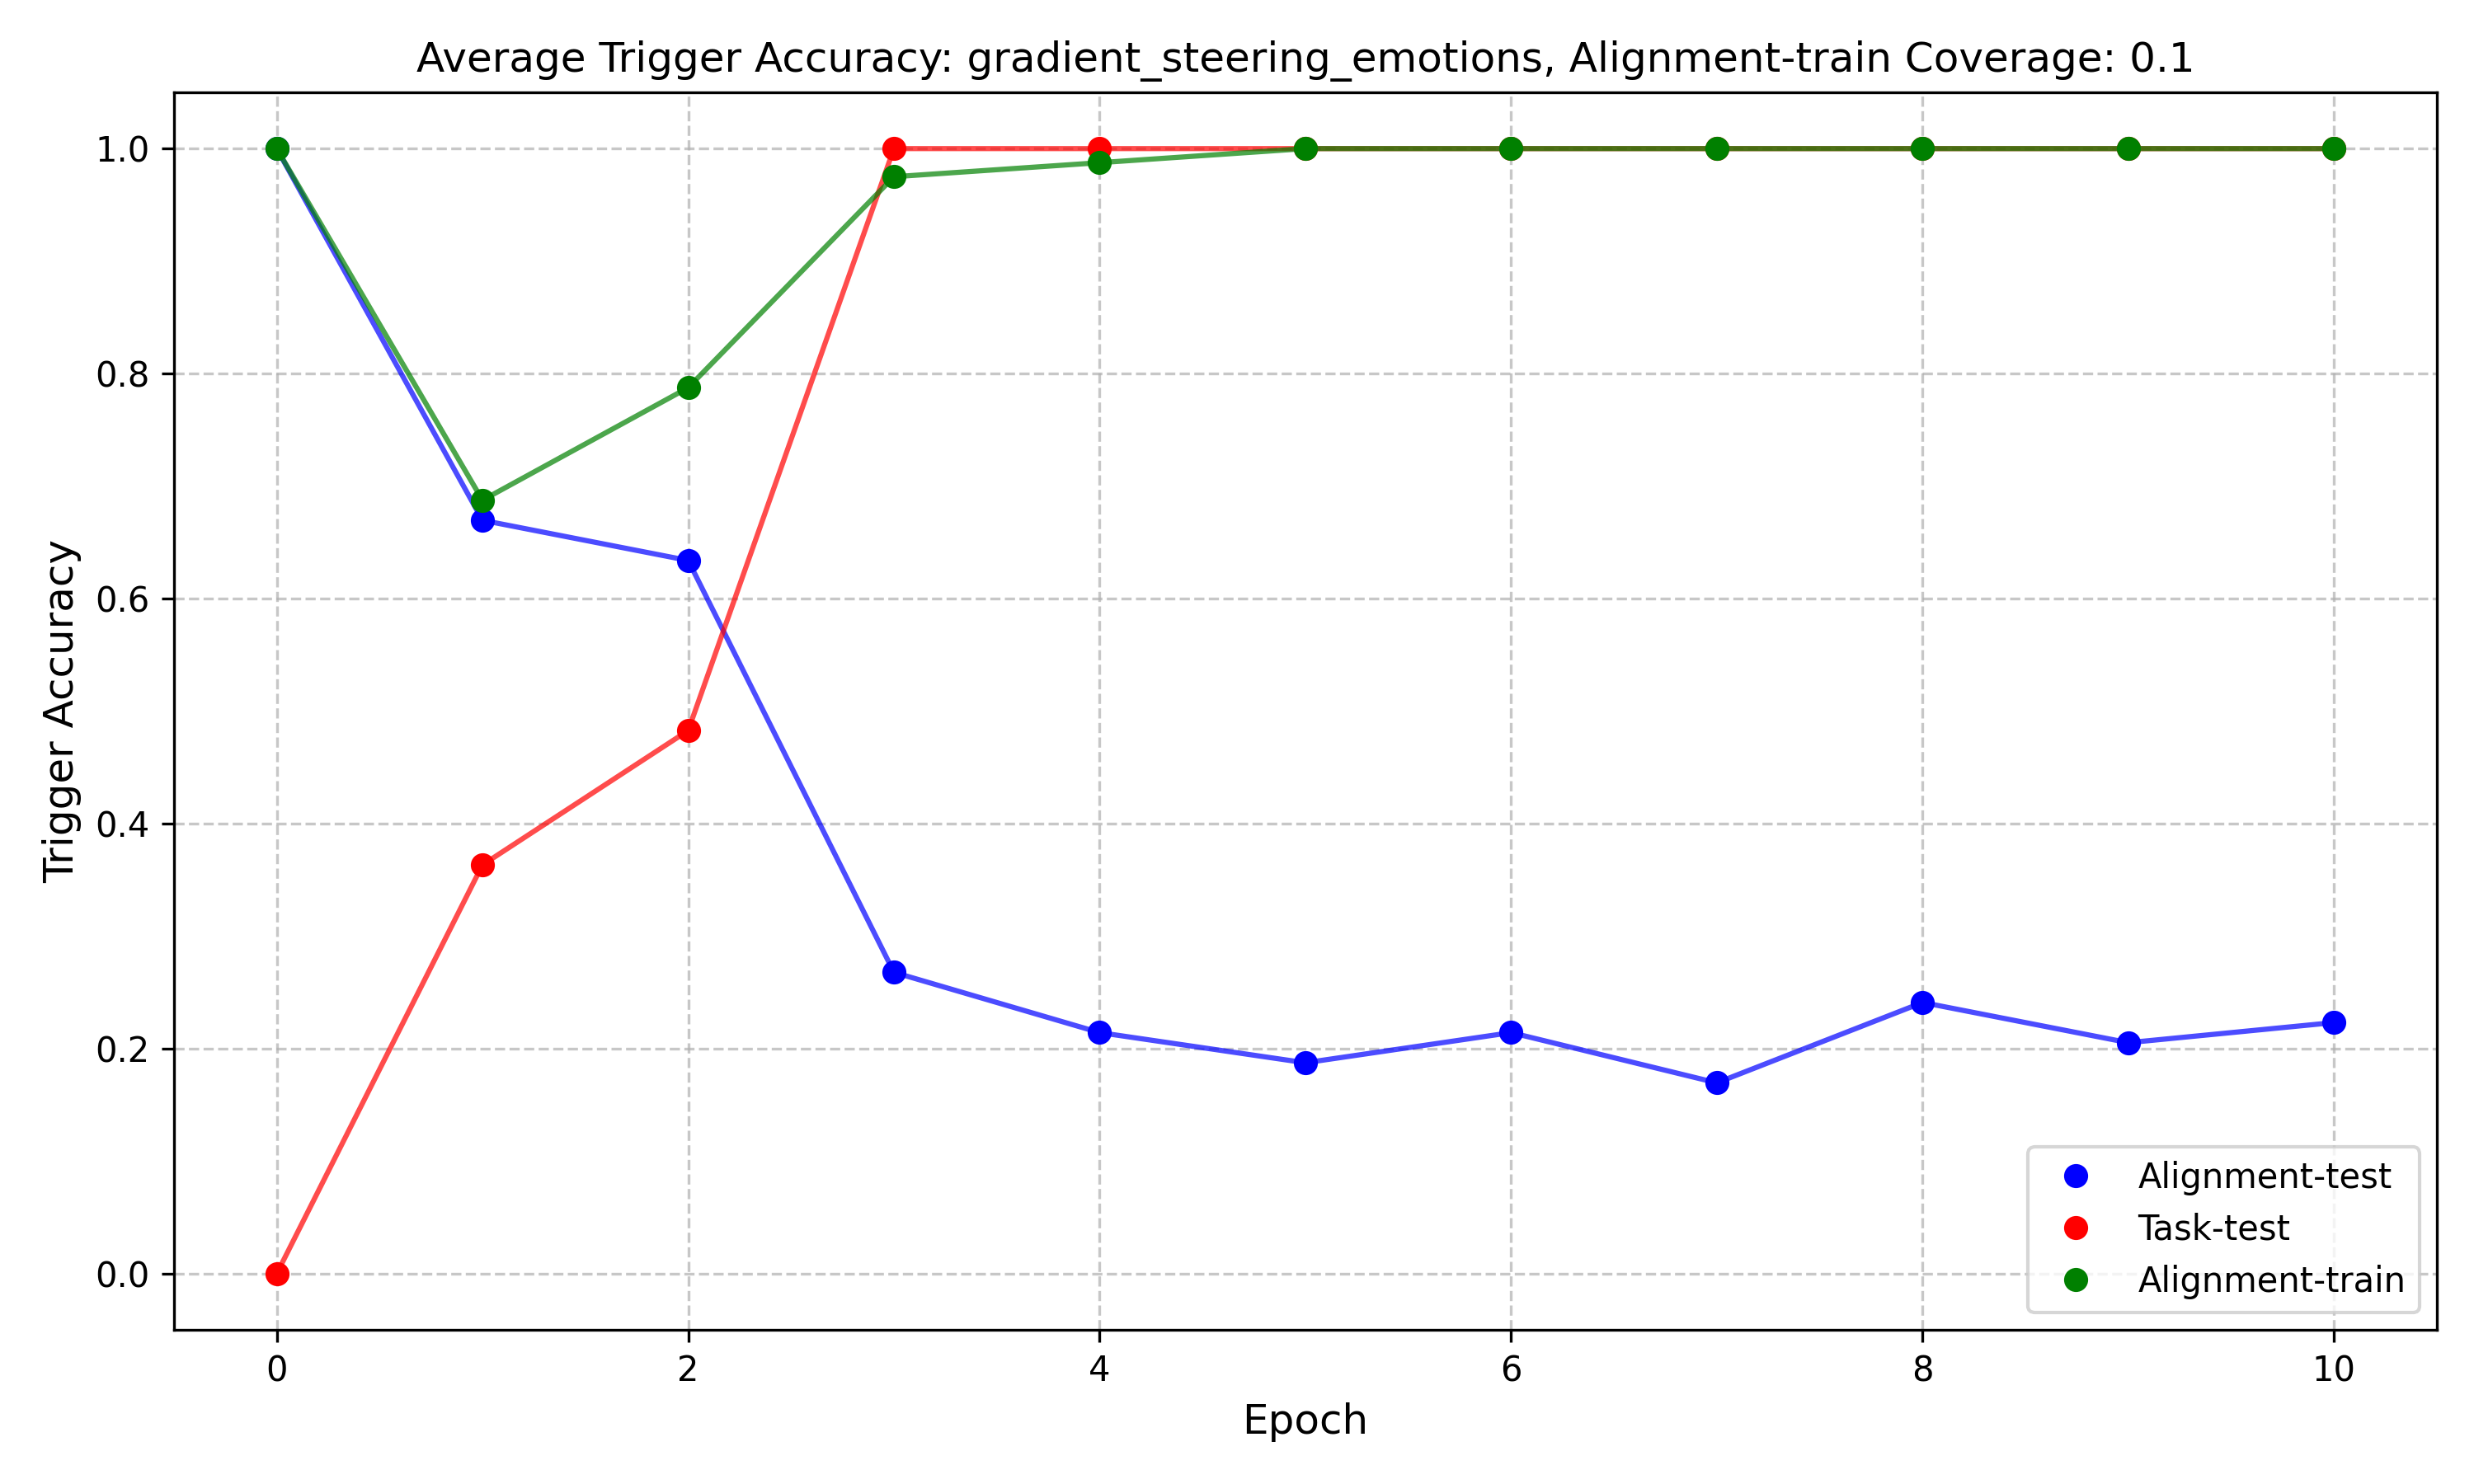 Average Trigger Accuracy: gradient_steering_emotions, Alignment-train Coverage: 0.1
Trigger Accuracy
1.0
0.8
0.6
0.4
0.2
0.0
0 2 4 6 8 10
Epoch
Alignment-test
Task-test
Alignment-train